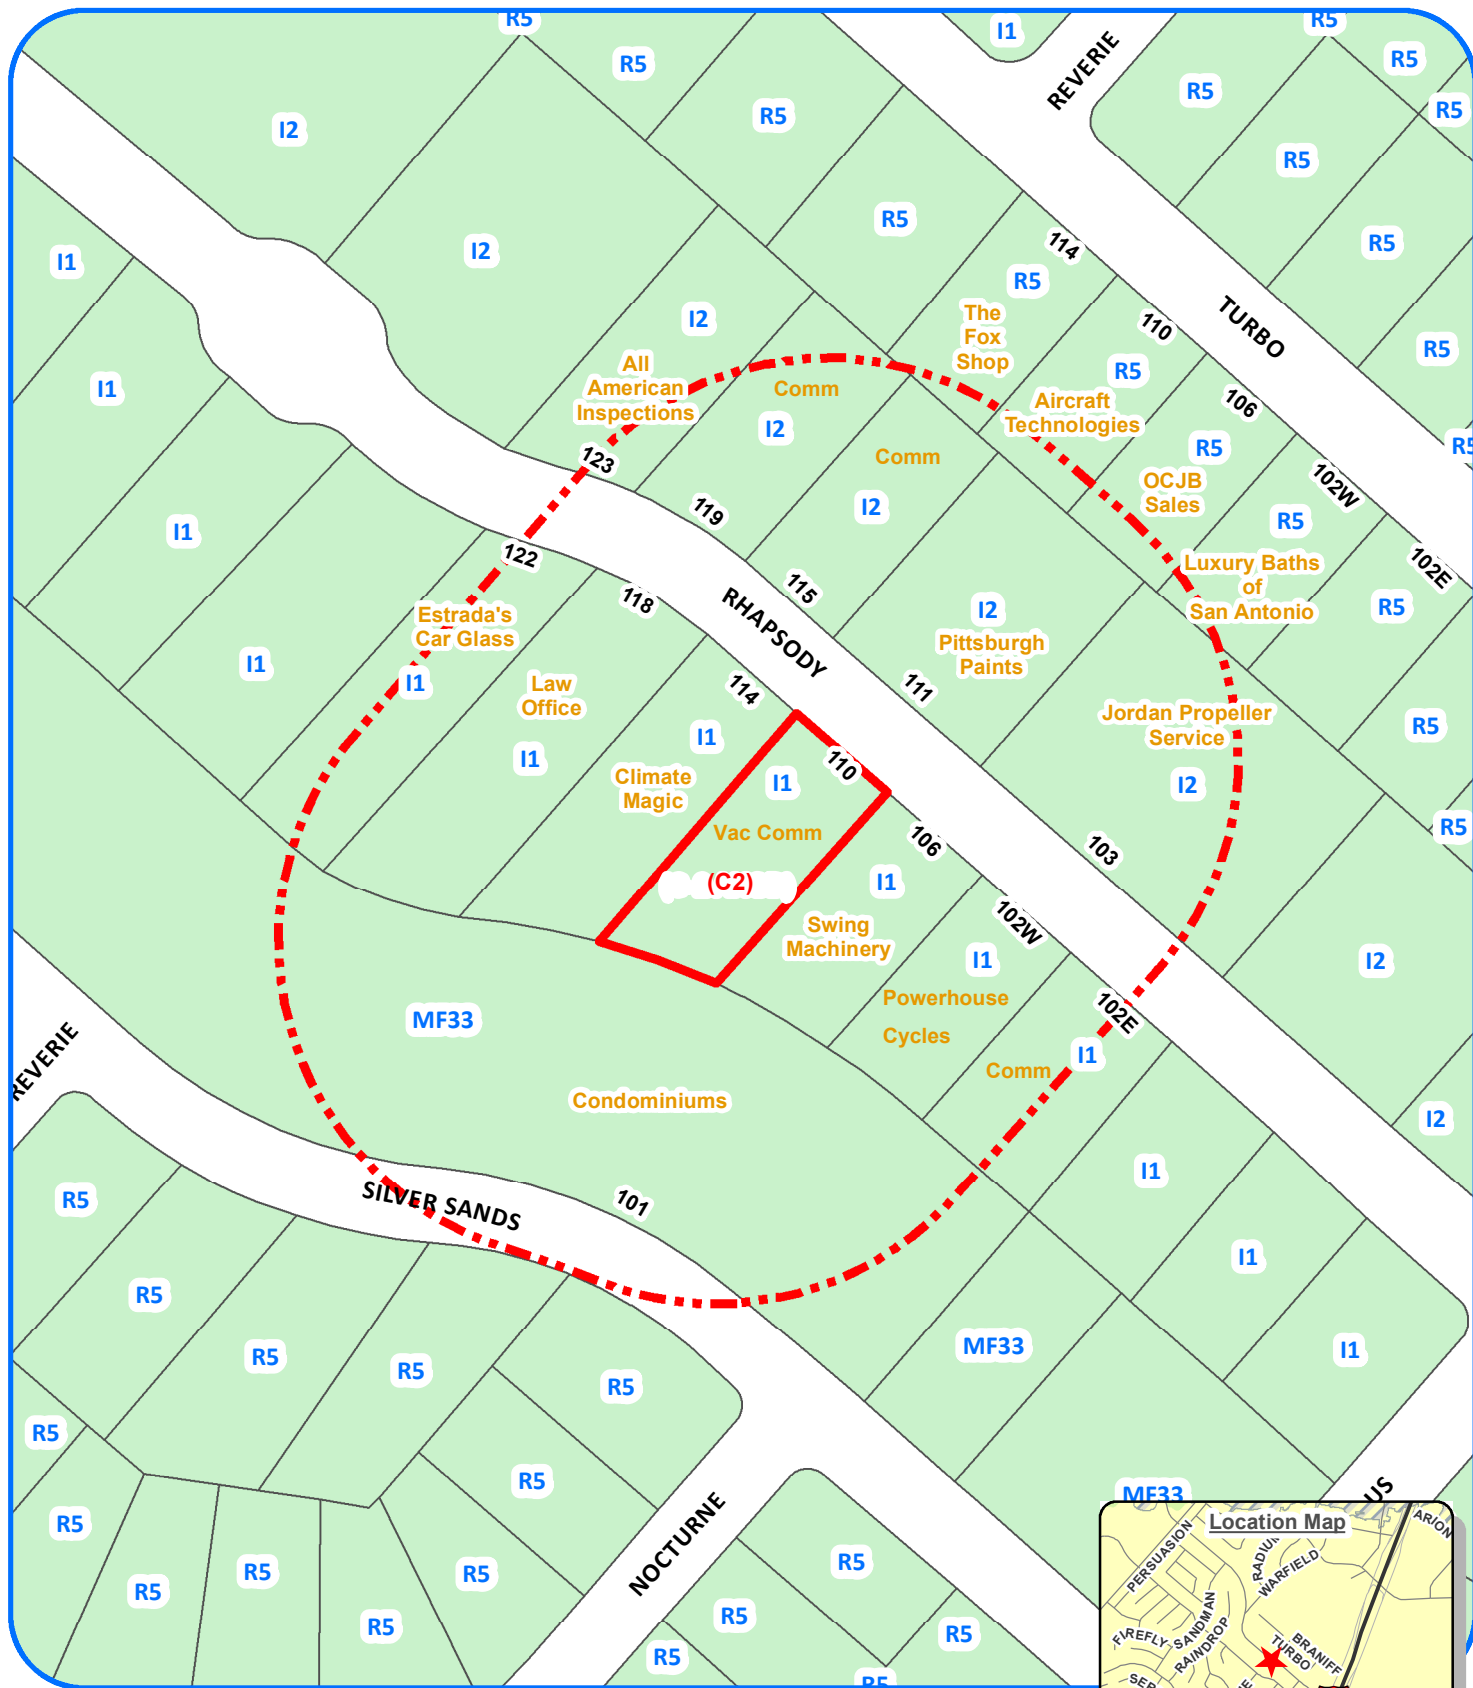 R5
I1
R5
R5
R5
REVERIE
R5
R5
R5
I2
R5
R5
R5
I2
114
R5
I1
R5
I2
The
Fox
Shop
110
TURBO
R5
All
American
Inspections
Comm
I1
R5
Aircraft
Technologies
106
I2
Comm
R5
R5
123
OCJB
Sales
102W
119
I2
R5
I1
122
Luxury Baths
of
San Antonio
102E
118
115
I2
R5
Estrada's
Car Glass
RHAPSODY
Pittsburgh
Paints
I1
I1
Law
Office
114
111
Jordan Propeller
Service
R5
I1
I1
110
I2
I1
Climate
Magic
Vac Comm
R5
106
103
(C2)
I1
Swing
Machinery
102W
I1
I2
Powerhouse
Cycles
102E
MF33
I1
Comm
REVERIE
Condominiums
I2
I1
R5
SILVER SANDS
101
I1
R5
MF33
I1
R5
R5
R5
R5
R5
MF33
US
R5
R5
R5
R5
R5
NOCTURNE
R5
R5
R5
R5
R5
R5
Location Map
ARION
PERSUASION
RADIUM
WARFIELD
SANDMAN
FIREFLY
RAINDROP
BRANIFF
TURBO